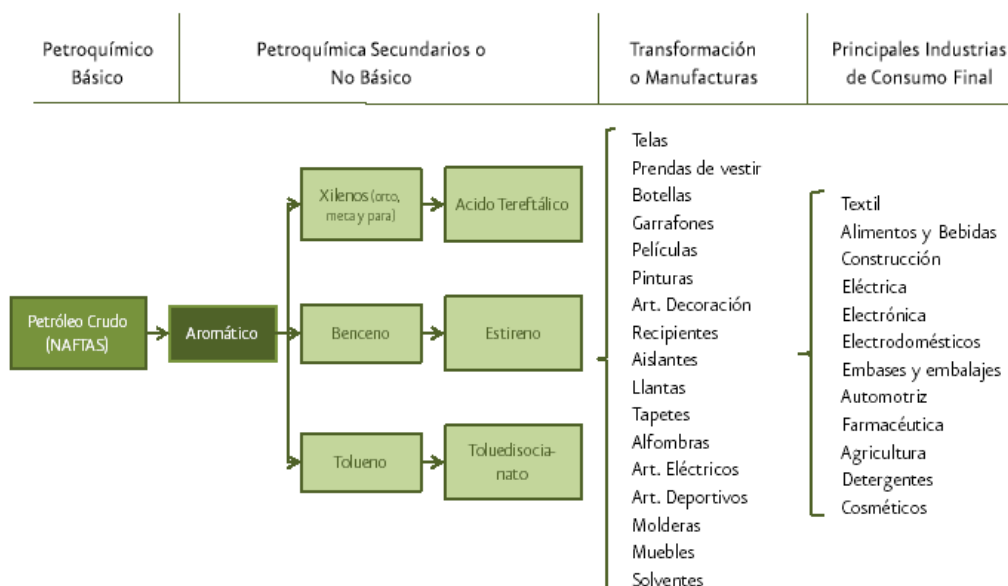 Petroquímico
Básico
Petroquímica Secundarios o
No Básico
Transformación
o Manufacturas
Principales Industrias
de Consumo Final
Petróleo Crudo
(NAFTAS)
Aromático
Xilenos (orto,
meta y para)
Acido Tereftálico
Benceno
Estireno
Tolueno
Toluedisocia-
nato
Telas
Prendas de vestir
Botellas
Garrafones
Películas
Pinturas
Art. Decoración
Recipientes
Aislantes
Llantas
Tapetes
Alfombras
Art. Eléctricos
Art. Deportivos
Molderas
Muebles
Solventes
Textil
Alimentos y Bebidas
Construcción
Eléctrica
Electrónica
Electrodomésticos
Embases y embalajes
Automotriz
Farmacéutica
Agricultura
Detergentes
Cosméticos